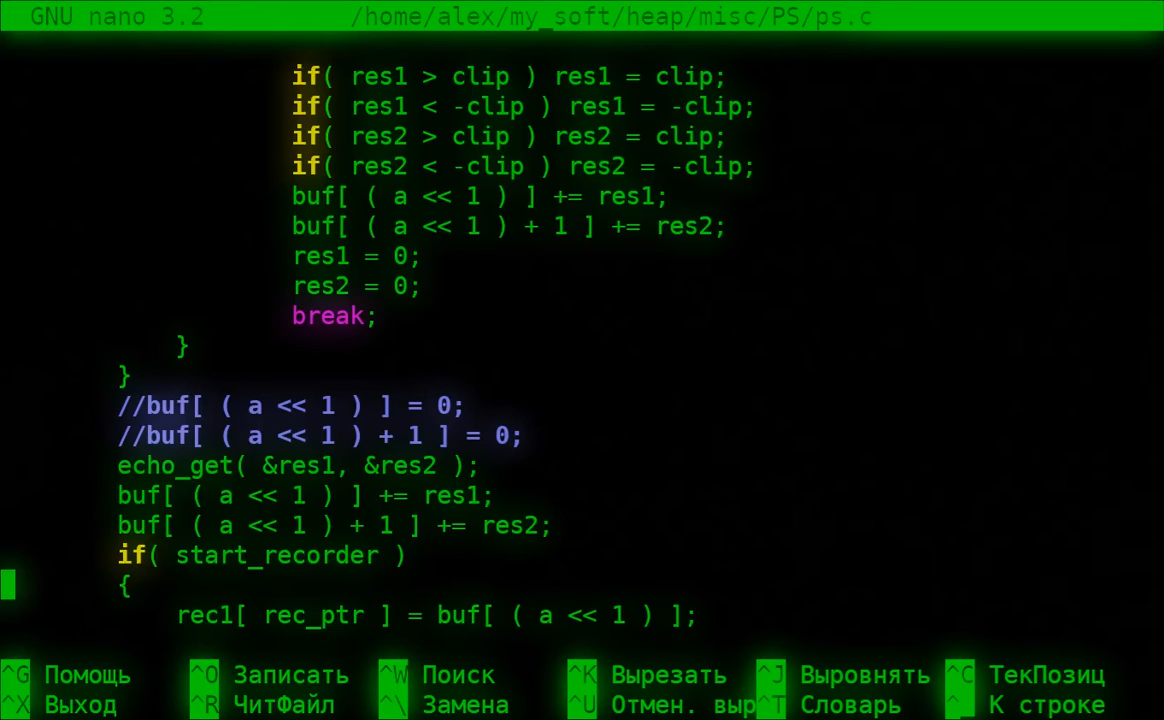 GNU nano 3.2 /home/alex/my_soft/heap/misc/PS/ps.c
if( res1 > clip ) res1 = clip;
if( res1 < -clip ) res1 = -clip;
if( res2 > clip ) res2 = clip;
if( res2 < -clip ) res2 = -clip;
buf[ ( a << 1 ) ] += res1;
buf[ ( a << 1 ) + 1 ] += res2;
res1 = 0;
res2 = 0;
break;
}
}
//buf[ ( a << 1 ) ] = 0;
//buf[ ( a << 1 ) + 1 ] = 0;
echo_get( &res1, &res2 );
buf[ ( a << 1 ) ] += res1;
buf[ ( a << 1 ) + 1 ] += res2;
if( start_recorder )
{
rec1[ rec_ptr ] = buf[ ( a << 1 ) ];
^G Помощь ^O Записать ^W Поиск ^K Вырезать ^J Выровнять ^C ТекПозиц
^X Выход ^R ЧитФайл ^\ Замена ^U Отмен. выр^T Словарь ^_ К строке